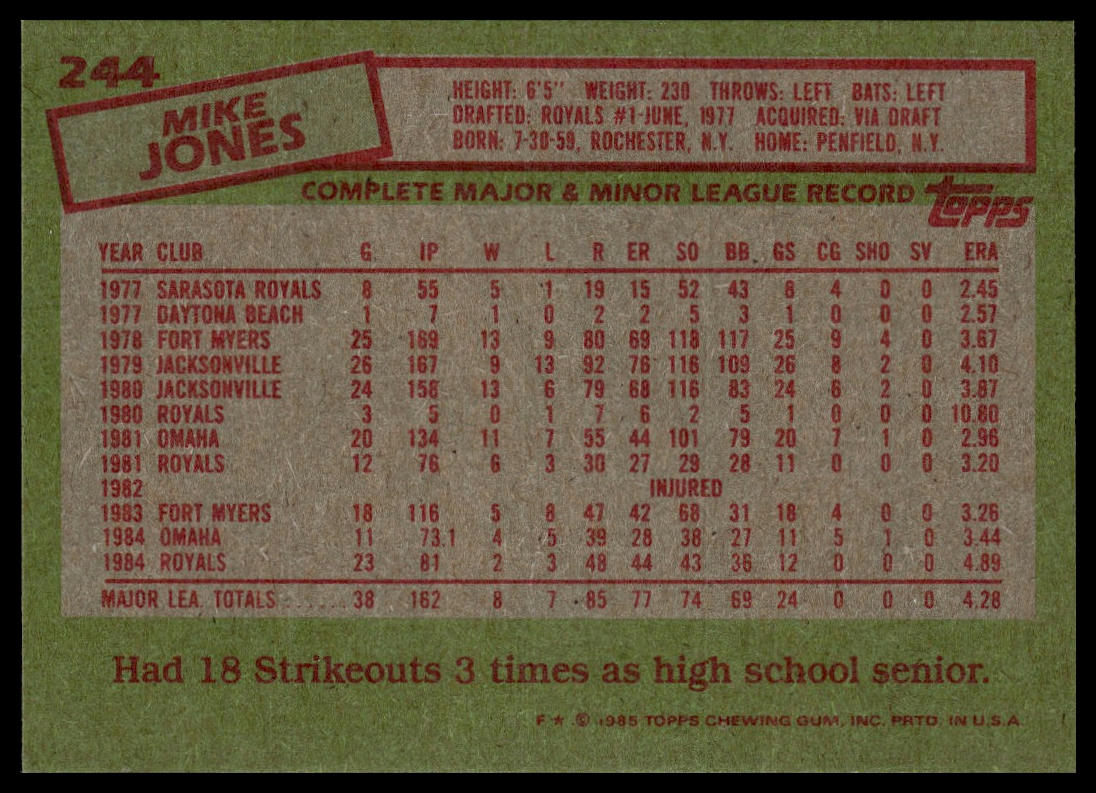 244
MIKE
JONES
HEIGHT: 6'5" WEIGHT: 230 THROWS: LEFT BATS: LEFT
DRAFTED: ROYALS #1-JUNE, 1977 ACQUIRED: VIA DRAFT
BORN: 7-30-59, ROCHESTER, N.Y. HOME: PENFIELD, N.Y.
COMPLETE MAJOR & MINOR LEAGUE RECORD topps
YEAR CLUB G IP W L R ER SO BB GS CG SHO SV ERA
1977 SARASOTA ROYALS 8 55 5 1 19 15 52 43 8 4 0 0 2.45
1977 DAYTONA BEACH 1 7 1 0 2 2 5 3 1 0 0 0 2.57
1978 FORT MYERS 25 169 13 9 80 69 118 117 25 9 4 0 3.67
1979 JACKSONVILLE 26 167 9 13 92 76 116 109 26 8 2 0 4.10
1980 JACKSONVILLE 24 158 13 6 79 68 116 83 24 6 2 0 3.87
1980 ROYALS 3 5 0 1 7 6 2 5 1 0 0 0 10.80
1981 OMAHA 20 134 11 7 55 44 101 79 20 7 1 0 2.96
1981 ROYALS 12 76 6 3 30 27 29 28 11 0 0 0 3.20
1982 INJURED
1983 FORT MYERS 18 116 5 8 47 42 68 31 18 4 0 0 3.26
1984 OMAHA 11 73.1 4 5 39 28 38 27 11 5 1 0 3.44
1984 ROYALS 23 81 2 3 48 44 43 36 12 0 0 0 4.89
MAJOR LEA. TOTALS ...... 38 162 8 7 85 77 74 69 24 0 0 0 4.28
Had 18 Strikeouts 3 times as high school senior.
F ★ © 1985 TOPPS CHEWING GUM, INC. PRTD. IN U.S.A.